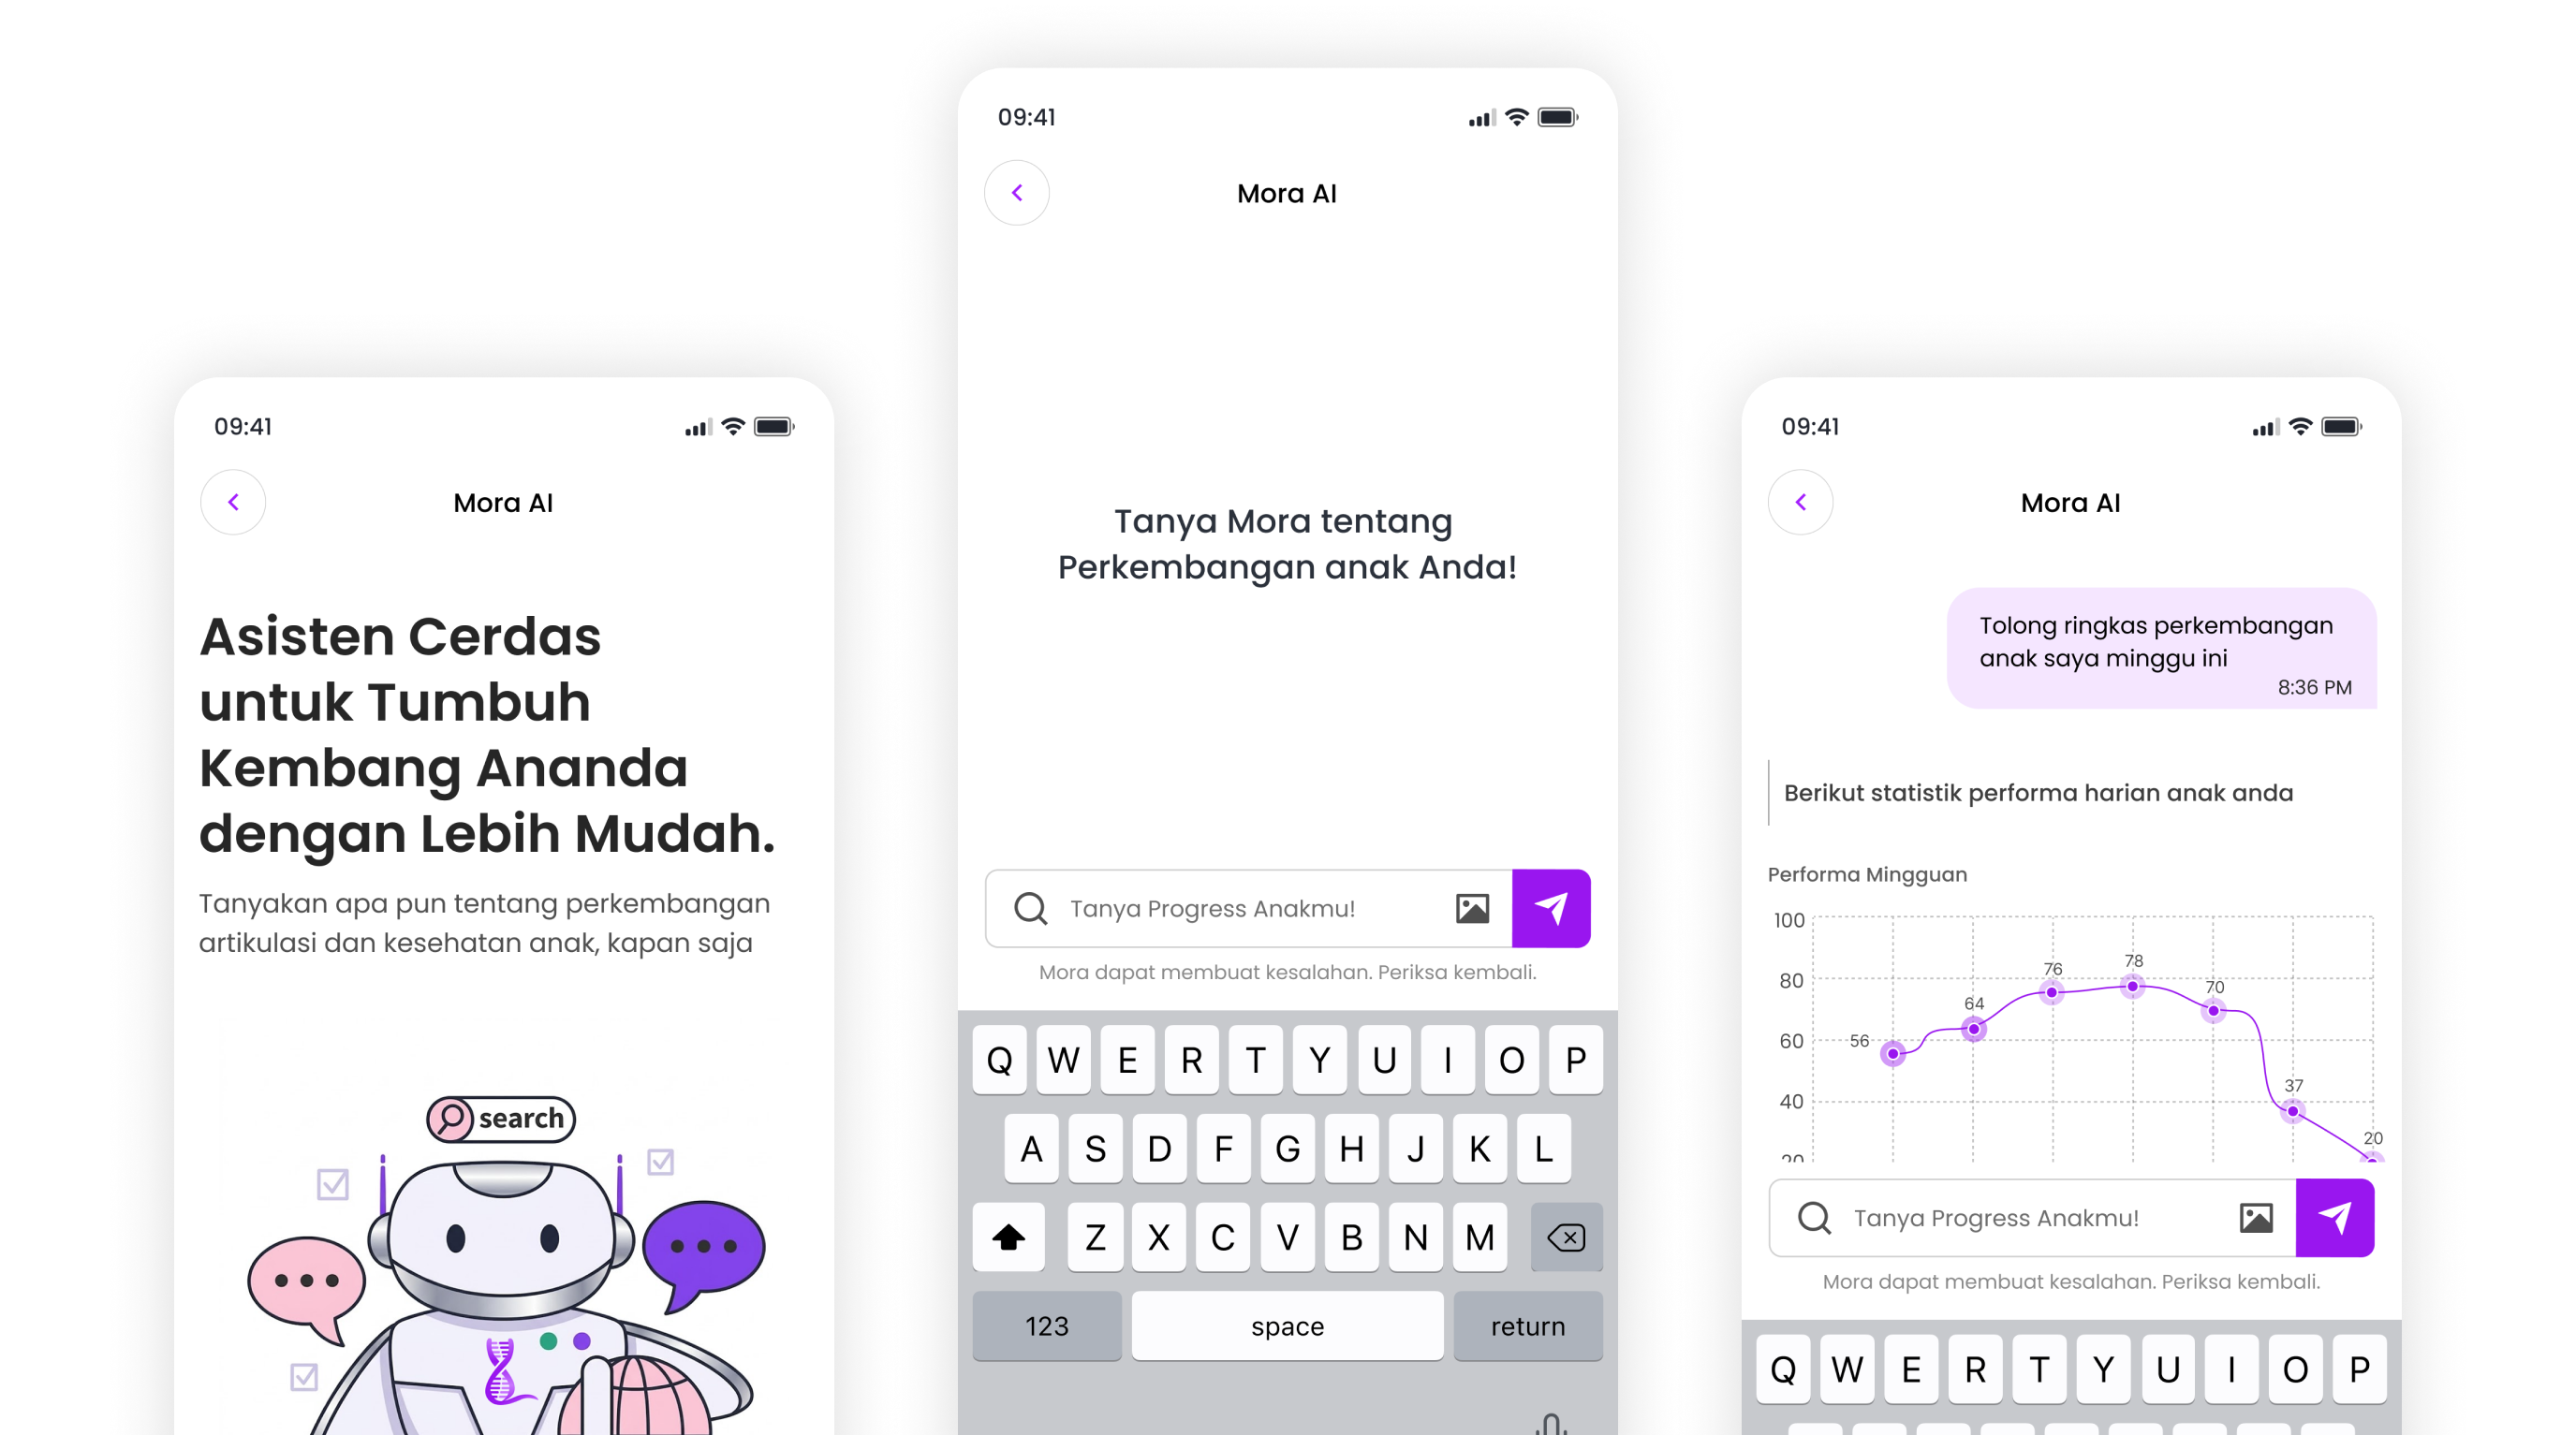 09:41
Mora AI
Asisten Cerdas
untuk Tumbuh
Kembang Ananda
dengan Lebih Mudah.
Tanyakan apa pun tentang perkembangan
artikulasi dan kesehatan anak, kapan saja
search
09:41
Mora AI
Tanya Mora tentang
Perkembangan anak Anda!
Tanya Progress Anakmu!
Mora dapat membuat kesalahan. Periksa kembali.
Q W E R T Y U I O P
A S D F G H J K L
Z X C V B N M
123 space return
09:41
Mora AI
Tolong ringkas perkembangan
anak saya minggu ini
8:36 PM
Berikut statistik performa harian anak anda
Performa Mingguan
100
80
60
40
20
56 64 76 78 70 37 20
Tanya Progress Anakmu!
Mora dapat membuat kesalahan. Periksa kembali.
Q W E R T Y U I O P